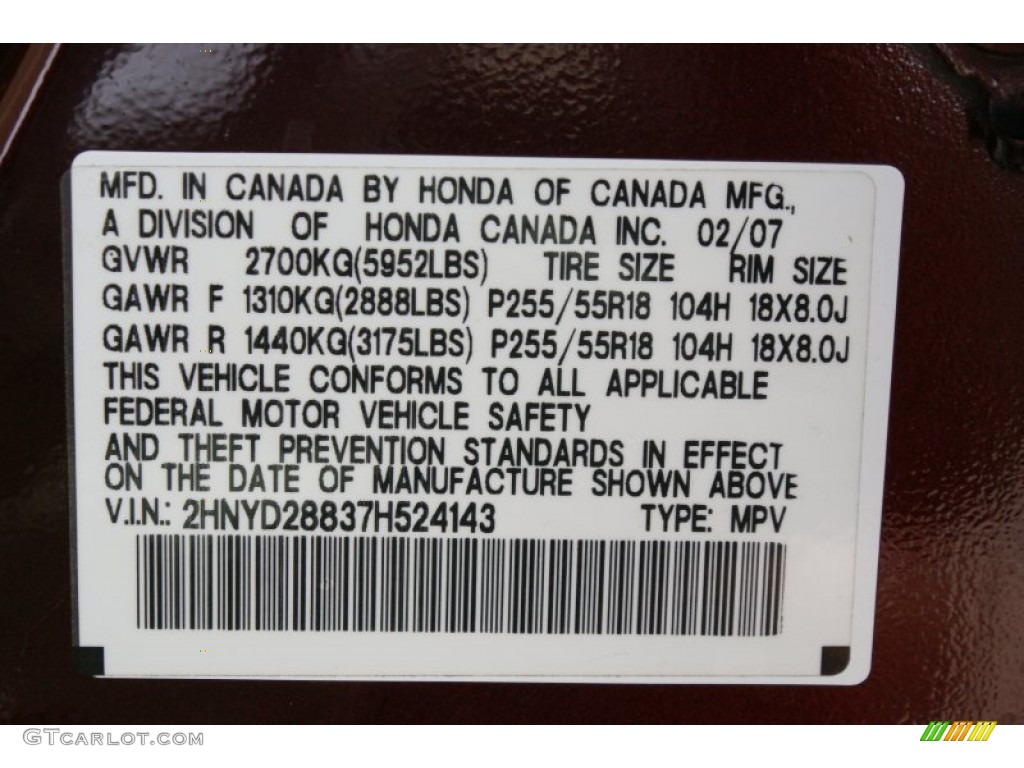 MFD. IN CANADA BY HONDA OF CANADA MFG.,
A DIVISION OF HONDA CANADA INC. 02/07
GVWR 2700KG(5952LBS) TIRE SIZE RIM SIZE
GAWR F 1310KG(2888LBS) P255/55R18 104H 18X8.0J
GAWR R 1440KG(3175LBS) P255/55R18 104H 18X8.0J
THIS VEHICLE CONFORMS TO ALL APPLICABLE
FEDERAL MOTOR VEHICLE SAFETY
AND THEFT PREVENTION STANDARDS IN EFFECT
ON THE DATE OF MANUFACTURE SHOWN ABOVE
V.I.N.: 2HNYD28837H524143 TYPE: MPV
GTCARLOT.COM